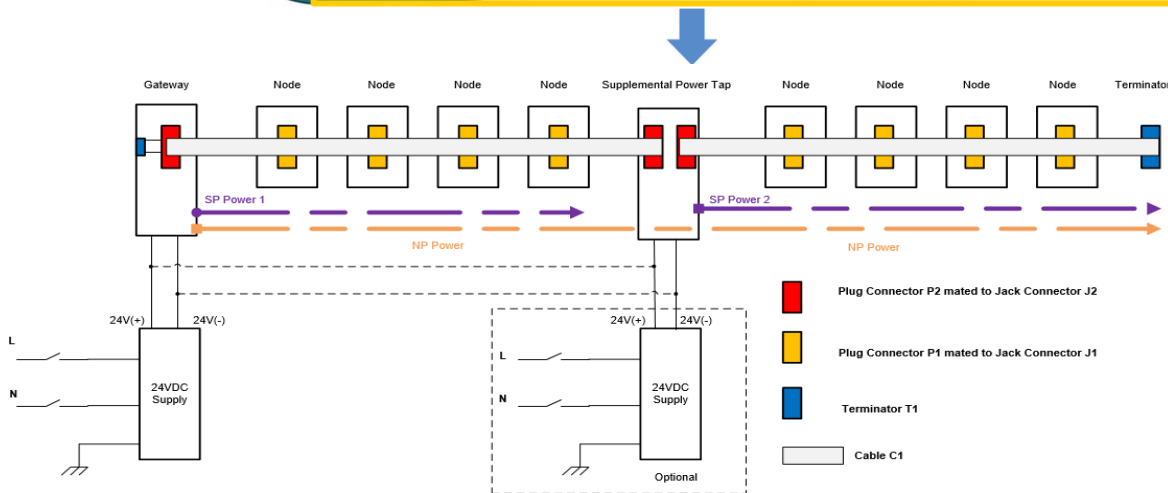 Gateway Node Node Node Node Supplemental Power Tap Node Node Node Node Terminator
SP Power 1
SP Power 2
NP Power
NP Power
24V(+) 24V(-)
24V(+) 24V(-)
L
N
24VDC
Supply
L
N
24VDC
Supply
Optional
Plug Connector P2 mated to Jack Connector J2
Plug Connector P1 mated to Jack Connector J1
Terminator T1
Cable C1